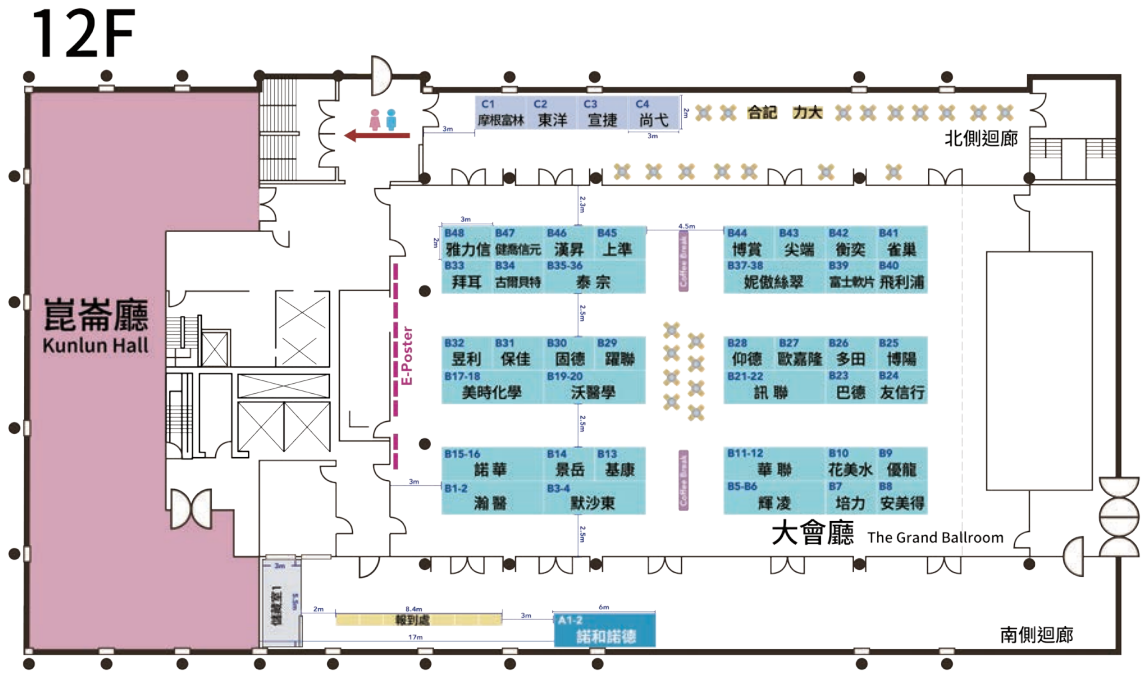 12F
C1 C2 C3 C4
摩根富林 東洋 宣捷 尚弋
2m
合記 力大
3m
3m
北側迴廊
2.3m
3m
4.5m
2m
B48 B47 B46 B45
雅力信 健喬信元 漢昇 上準
B33 B34 B35-36
拜耳 古爾貝特 泰宗
Coffee Break
B44 B43 B42 B41
博賞 尖端 衡奕 雀巢
B37-38 B39 B40
妮傲絲翠 富士軟片 飛利浦
崑崙廳
Kunlun Hall
E-Poster
2.5m
B32 B31 B30 B29
昱利 保佳 固德 躍聯
B17-18 B19-20
美時化學 沃醫學
B28 B27 B26 B25
仰德 歐嘉隆 多田 博陽
B21-22 B23 B24
訊聯 巴德 友信行
2.5m
B15-16 B14 B13
諾華 景岳 基康
B1-2 B3-4
瀚醫 默沙東
3m
Coffee Break
B11-12 B10 B9
華聯 花美水 優龍
B5-B6 B7 B8
輝凌 培力 安美得
2.5m
大會廳 The Grand Ballroom
3m
儲藏室1
5.5m
2m
8.4m
報到處
3m
17m
6m
A1-2
諾和諾德
南側迴廊